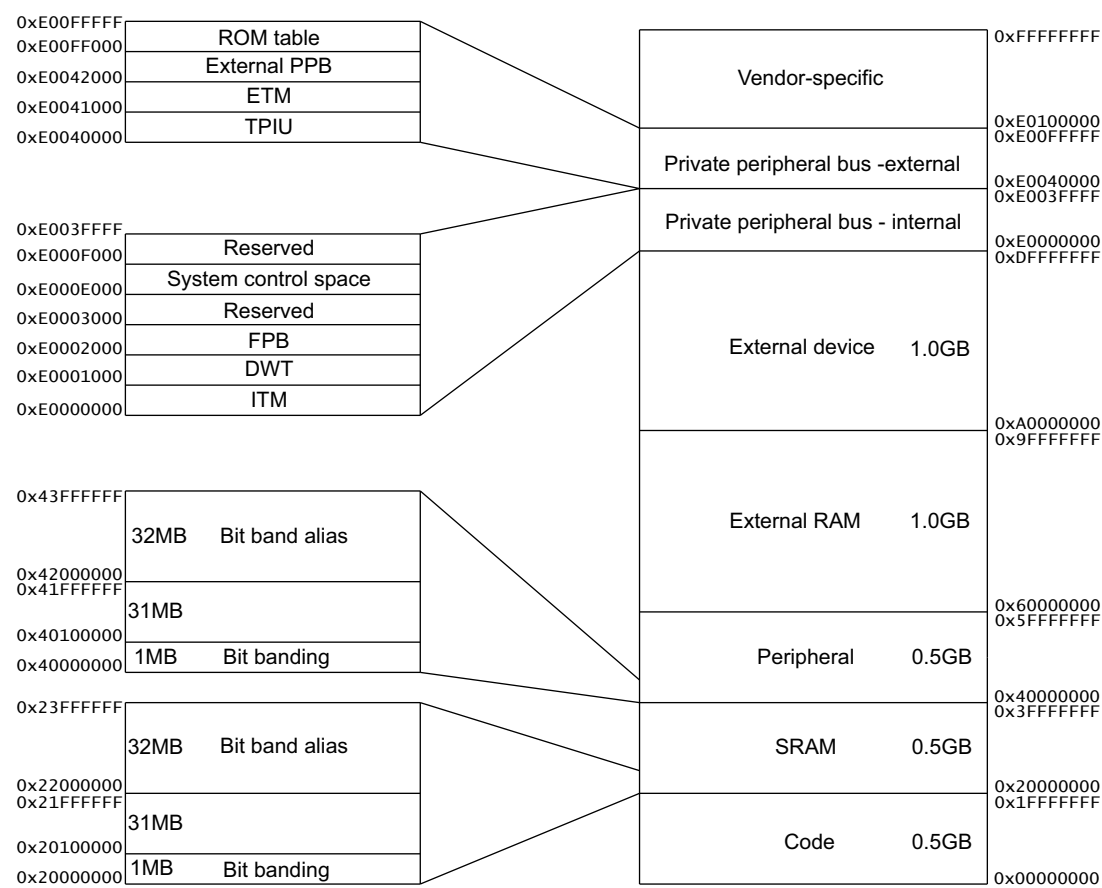 0xE00FFFFF
ROM table
0xE00FF000
External PPB
0xE0042000
ETM
0xE0041000
TPIU
0xE0040000
0xE003FFFF
Reserved
0xE000F000
System control space
0xE000E000
Reserved
0xE0003000
FPB
0xE0002000
DWT
0xE0001000
ITM
0xE0000000
0x43FFFFFF
32MB Bit band alias
0x42000000
0x41FFFFFF
31MB
0x40100000
1MB Bit banding
0x40000000
0x23FFFFFF
32MB Bit band alias
0x22000000
0x21FFFFFF
31MB
0x20100000
1MB Bit banding
0x20000000
0xFFFFFFFF
Vendor-specific
0xE0100000
0xE00FFFFF
Private peripheral bus -external
0xE0040000
0xE003FFFF
Private peripheral bus - internal
0xE0000000
0xDFFFFFFF
External device 1.0GB
0xA0000000
0x9FFFFFFF
External RAM 1.0GB
0x60000000
0x5FFFFFFF
Peripheral 0.5GB
0x40000000
0x3FFFFFFF
SRAM 0.5GB
0x20000000
0x1FFFFFFF
Code 0.5GB
0x00000000